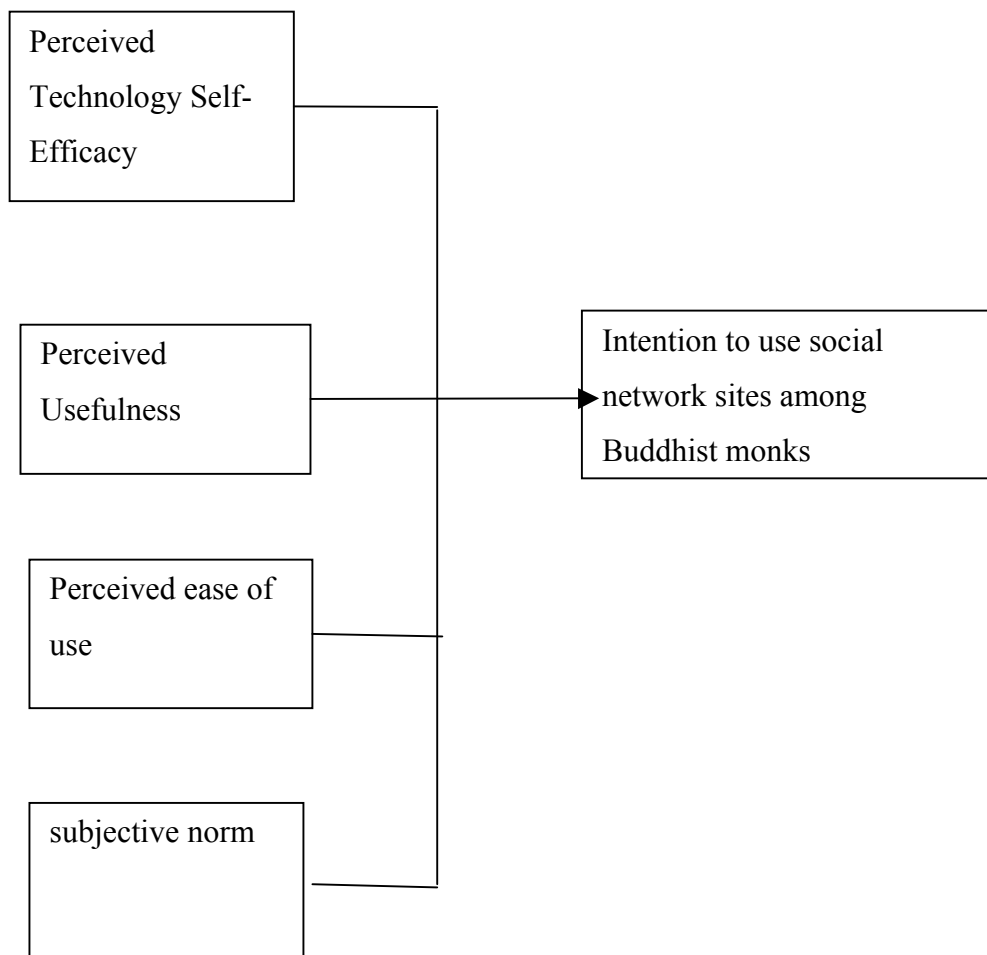 Perceived
Technology Self-
Efficacy
Perceived
Usefulness
Intention to use social
network sites among
Buddhist monks
Perceived ease of
use
subjective norm